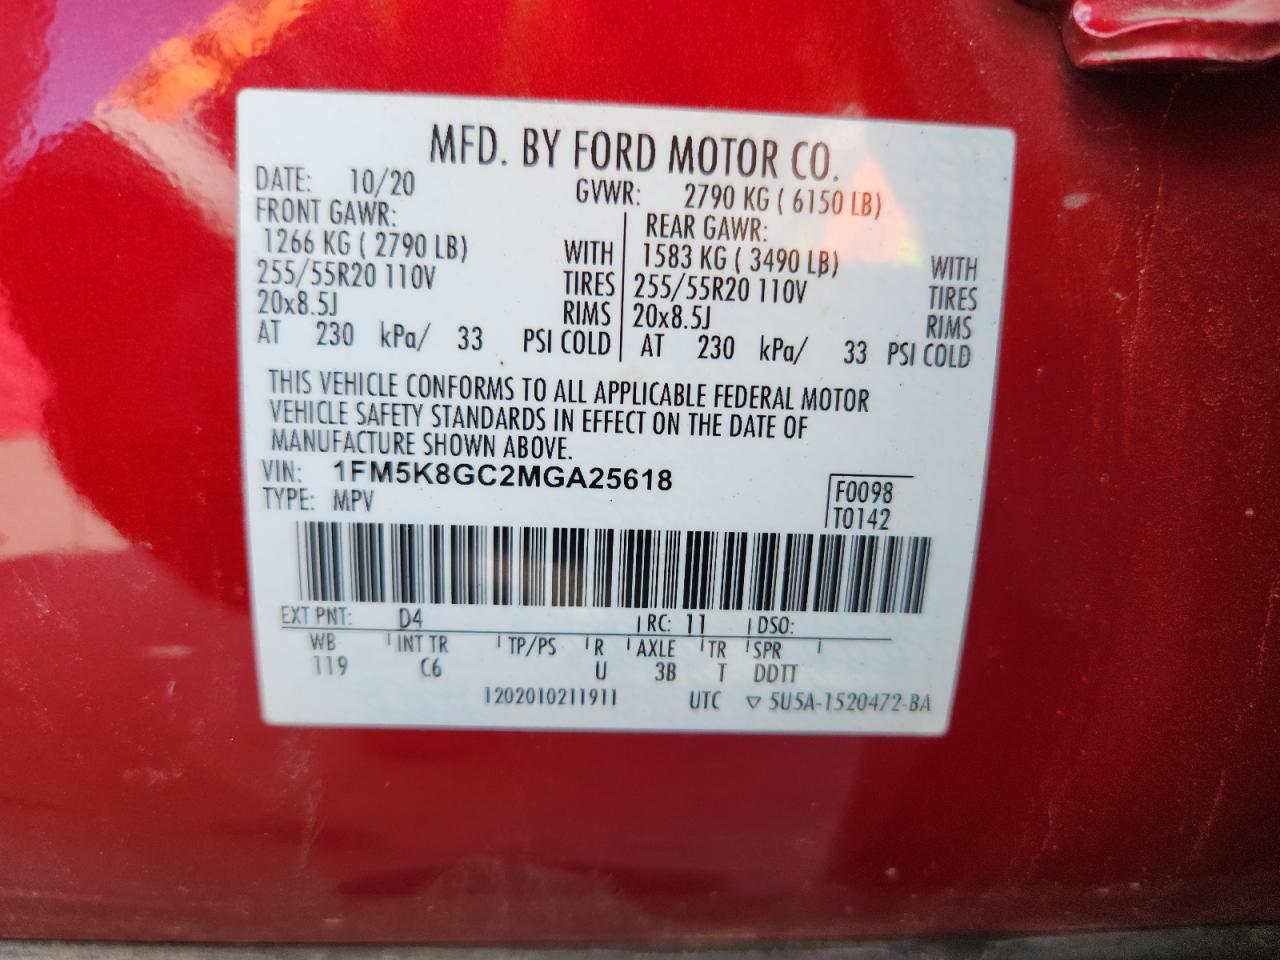 MFD. BY FORD MOTOR CO.
DATE: 10/20 GVWR: 2790 KG ( 6150 LB)
FRONT GAWR: REAR GAWR:
1266 KG ( 2790 LB) WITH 1583 KG ( 3490 LB) WITH
255/55R20 110V TIRES 255/55R20 110V TIRES
20x8.5J RIMS 20x8.5J RIMS
AT 230 kPa/ 33 PSI COLD AT 230 kPa/ 33 PSI COLD
THIS VEHICLE CONFORMS TO ALL APPLICABLE FEDERAL MOTOR
VEHICLE SAFETY STANDARDS IN EFFECT ON THE DATE OF
MANUFACTURE SHOWN ABOVE.
VIN: 1FM5K8GC2MGA25618 F0098
TYPE: MPV T0142
EXT PNT: D4 RC: 11 DSO:
WB INT TR TP/PS R AXLE TR SPR
119 C6 U 3B T DDTT
1202010211911 UTC ▽ 5U5A-1520472-BA